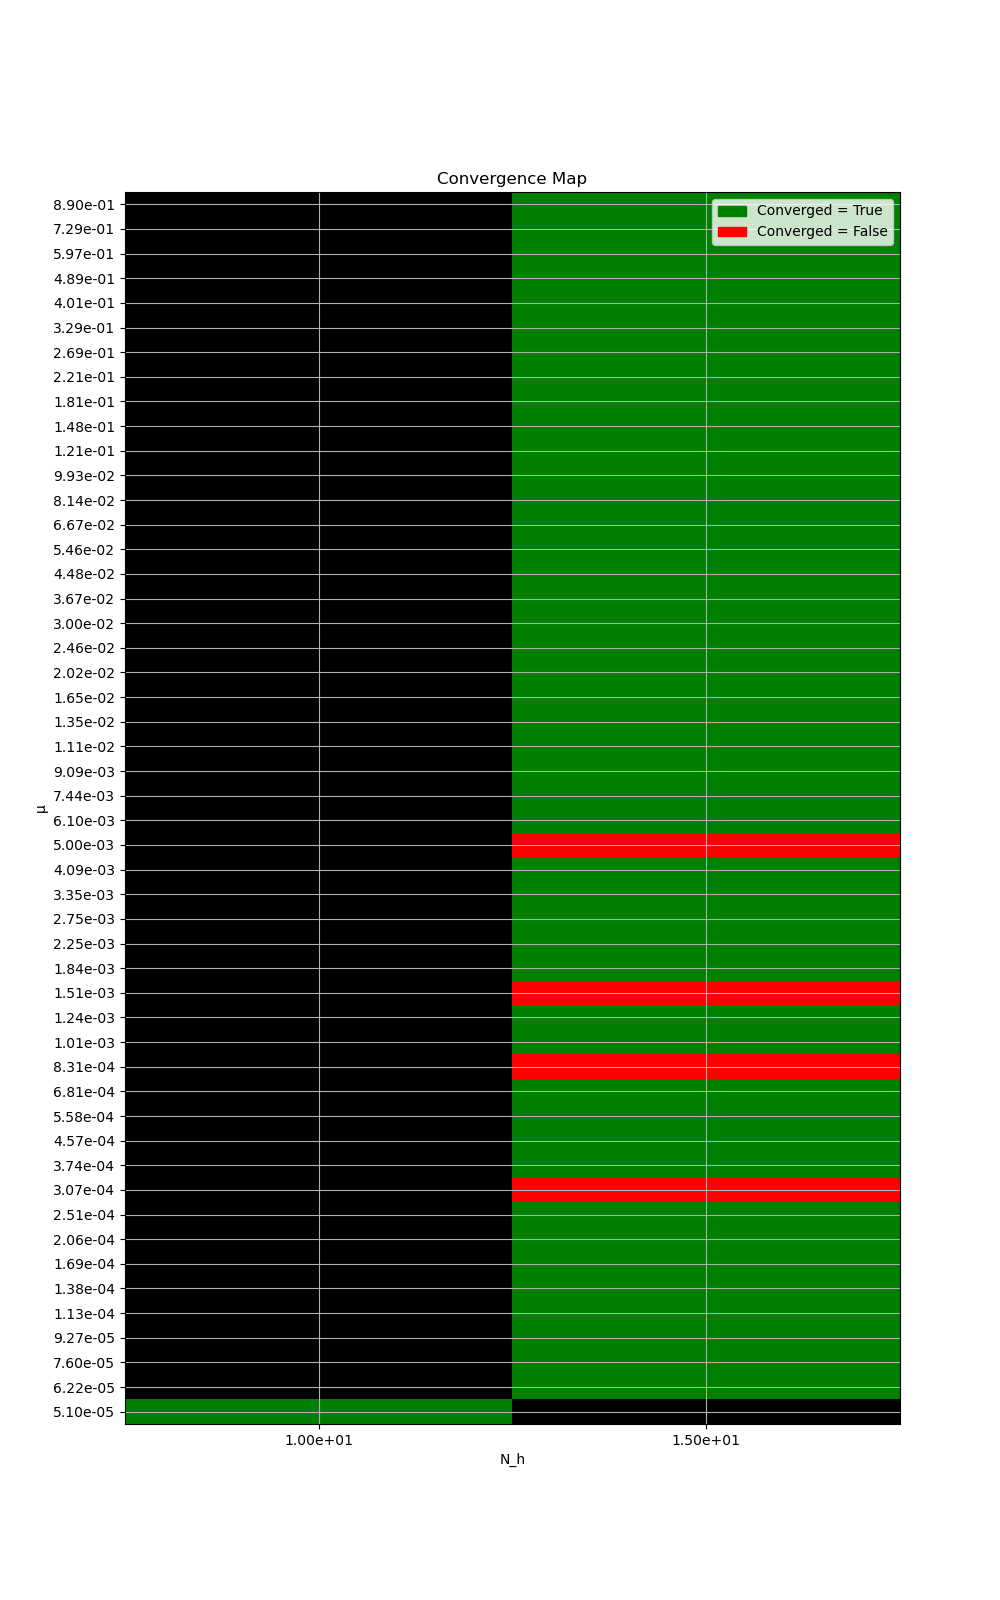 Convergence Map
Converged = True
Converged = False
8.90e-01
7.29e-01
5.97e-01
4.89e-01
4.01e-01
3.29e-01
2.69e-01
2.21e-01
1.81e-01
1.48e-01
1.21e-01
9.93e-02
8.14e-02
6.67e-02
5.46e-02
4.48e-02
3.67e-02
3.00e-02
2.46e-02
2.02e-02
1.65e-02
1.35e-02
1.11e-02
9.09e-03
7.44e-03
6.10e-03
5.00e-03
4.09e-03
3.35e-03
2.75e-03
2.25e-03
1.84e-03
1.51e-03
1.24e-03
1.01e-03
8.31e-04
6.81e-04
5.58e-04
4.57e-04
3.74e-04
3.07e-04
2.51e-04
2.06e-04
1.69e-04
1.38e-04
1.13e-04
9.27e-05
7.60e-05
6.22e-05
5.10e-05
μ
1.00e+01 1.50e+01
N_h